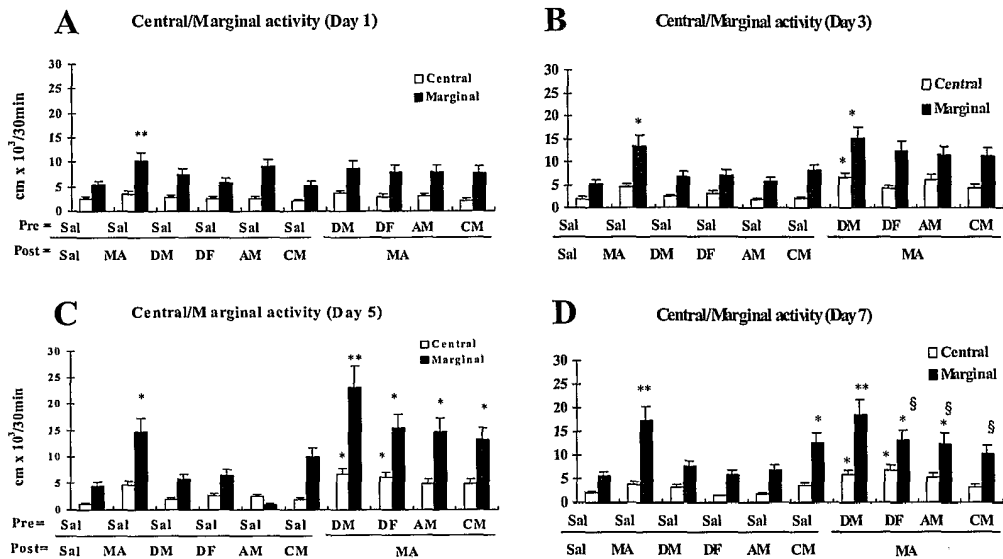 A Central/Marginal activity (Day 1)
30
25
20
15
10
5
0
cm x 10³/30min
Central
Marginal
**
Pre = Sal Sal Sal Sal Sal Sal DM DF AM CM
Post = Sal MA DM DF AM CM MA
B Central/Marginal activity (Day 3)
30
25
20
15
10
5
0
Central
Marginal
* * *
Sal Sal Sal Sal Sal Sal DM DF AM CM
Sal MA DM DF AM CM MA
C Central/Marginal activity (Day 5)
30
25
20
15
10
5
0
cm x 10³/30min
Central
Marginal
* ** * * * * *
Pre = Sal Sal Sal Sal Sal Sal DM DF AM CM
Post = Sal MA DM DF AM CM MA
D Central/Marginal activity (Day 7)
30
25
20
15
10
5
0
Central
Marginal
** * ** * § * * § * §
Sal Sal Sal Sal Sal Sal DM DF AM CM
Sal MA DM DF AM CM MA